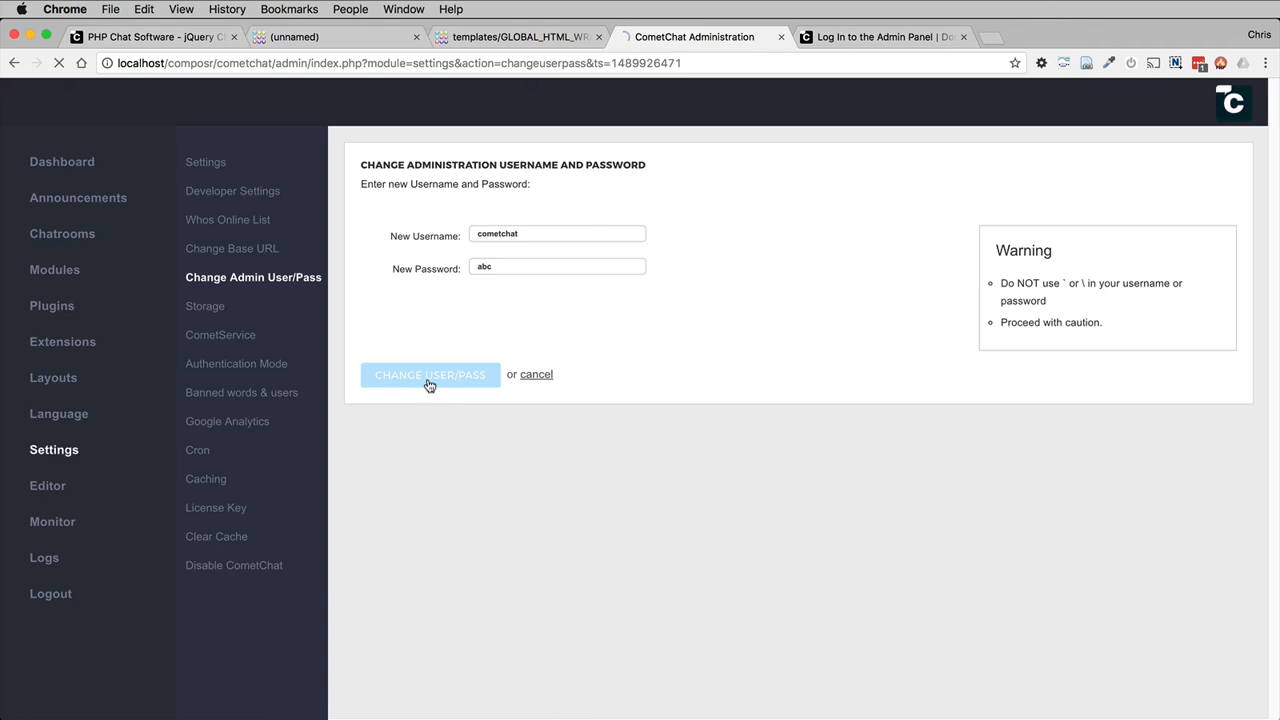 Chrome File Edit View History Bookmarks People Window Help
PHP Chat Software - jQuery C
(unnamed)
templates/GLOBAL_HTML_WRA
CometChat Administration
Log In to the Admin Panel | Do
Chris
localhost/composr/cometchat/admin/index.php?module=settings&action=changeuserpass&ts=1489926471
C
Dashboard
Announcements
Chatrooms
Modules
Plugins
Extensions
Layouts
Language
Settings
Editor
Monitor
Logs
Logout
Settings
Developer Settings
Whos Online List
Change Base URL
Change Admin User/Pass
Storage
CometService
Authentication Mode
Banned words & users
Google Analytics
Cron
Caching
License Key
Clear Cache
Disable CometChat
CHANGE ADMINISTRATION USERNAME AND PASSWORD
Enter new Username and Password:
New Username: cometchat
New Password: abc
CHANGE USER/PASS or cancel
Warning
Do NOT use ` or \ in your username or
password
Proceed with caution.